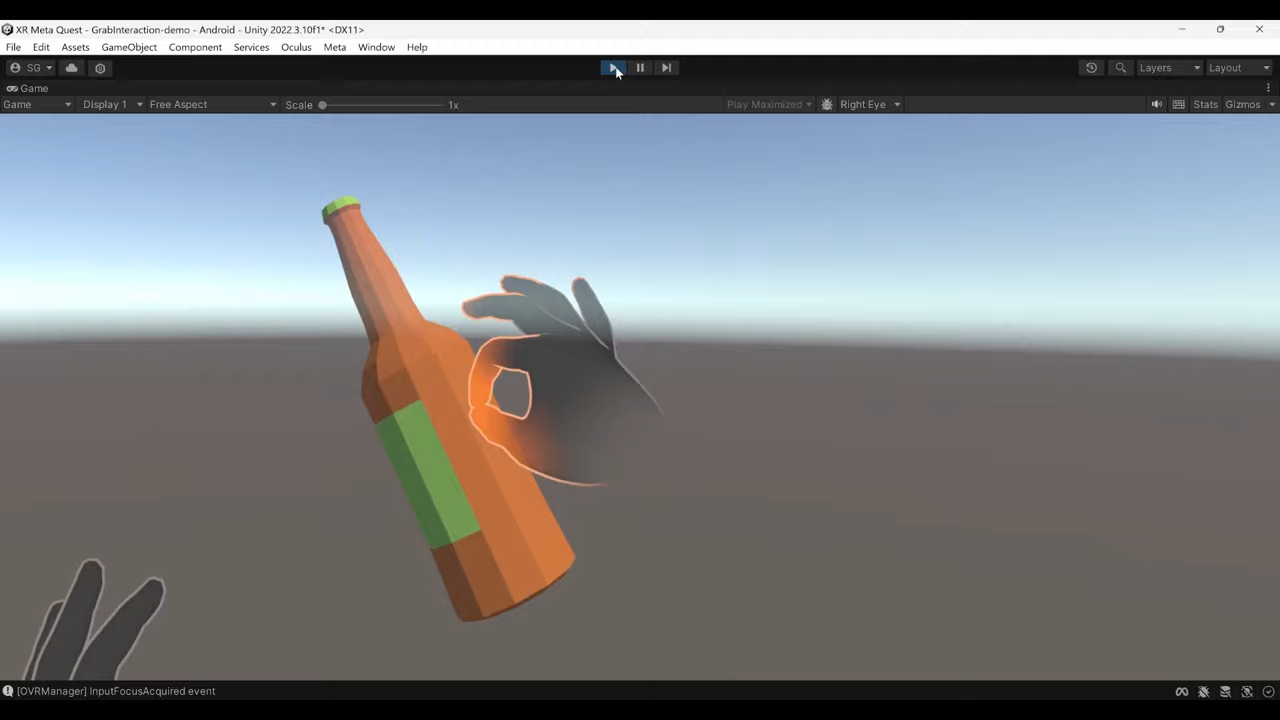 XR Meta Quest - GrabInteraction-demo - Android - Unity 2022.3.10f1* <DX11>
File Edit Assets GameObject Component Services Oculus Meta Window Help
SG Layers Layout
Game
Game Display 1 Free Aspect Scale 1x Play Maximized Right Eye Stats Gizmos
[OVRManager] InputFocusAcquired event